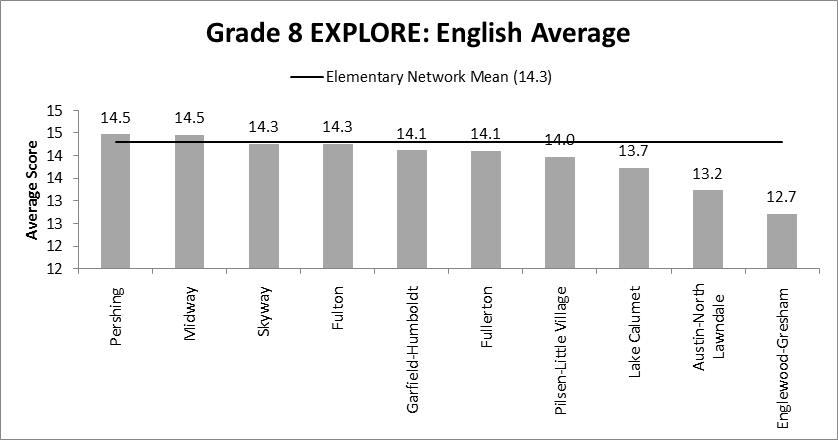 Grade 8 EXPLORE: English Average
Elementary Network Mean (14.3)
Average Score
15
15
14
14
13
13
12
12
14.5
14.5
14.3
14.3
14.1
14.1
14.0
13.7
13.2
12.7
Pershing
Midway
Skyway
Fulton
Garfield-Humboldt
Fullerton
Pilsen-Little Village
Lake Calumet
Austin-North
Lawndale
Englewood-Gresham